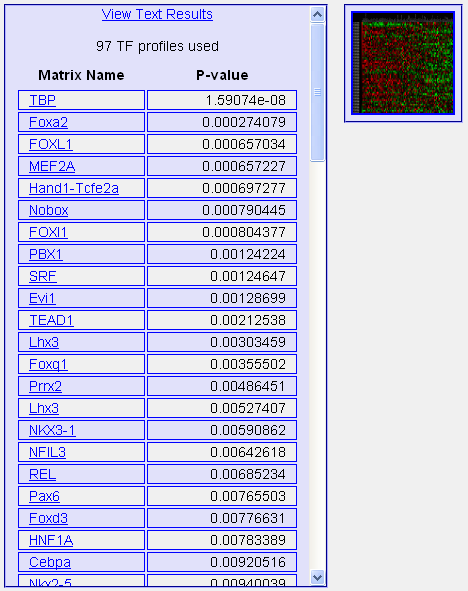 View Text Results
97 TF profiles used
Matrix Name P-value
TBP 1.59074e-08
Foxa2 0.000274079
FOXL1 0.000657034
MEF2A 0.000657227
Hand1-Tcfe2a 0.000697277
Nobox 0.000790445
FOXI1 0.000804377
PBX1 0.00124224
SRF 0.00124647
Evi1 0.00128699
TEAD1 0.00212538
Lhx3 0.00303459
Foxq1 0.00355502
Prrx2 0.00486451
Lhx3 0.00527407
NKX3-1 0.00590862
NFIL3 0.00642618
REL 0.00685234
Pax6 0.00765503
Foxd3 0.00776631
HNF1A 0.00783389
Cebpa 0.00920516
Nkx2-5 0.00940039